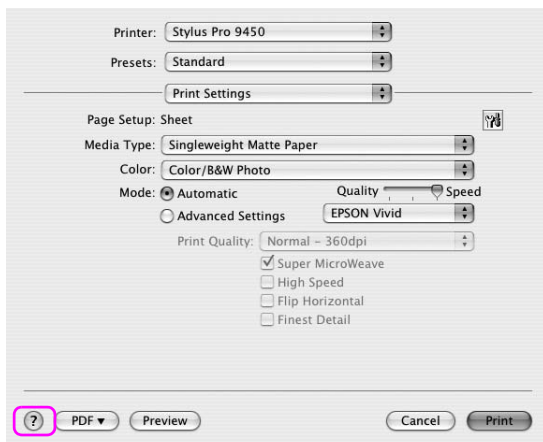 Printer: Stylus Pro 9450
Presets: Standard
Print Settings
Page Setup: Sheet
Media Type: Singleweight Matte Paper
Color: Color/B&W Photo
Mode: Automatic Quality Speed
Advanced Settings EPSON Vivid
Print Quality: Normal – 360dpi
Super MicroWeave
High Speed
Flip Horizontal
Finest Detail
? PDF ▼ Preview Cancel Print